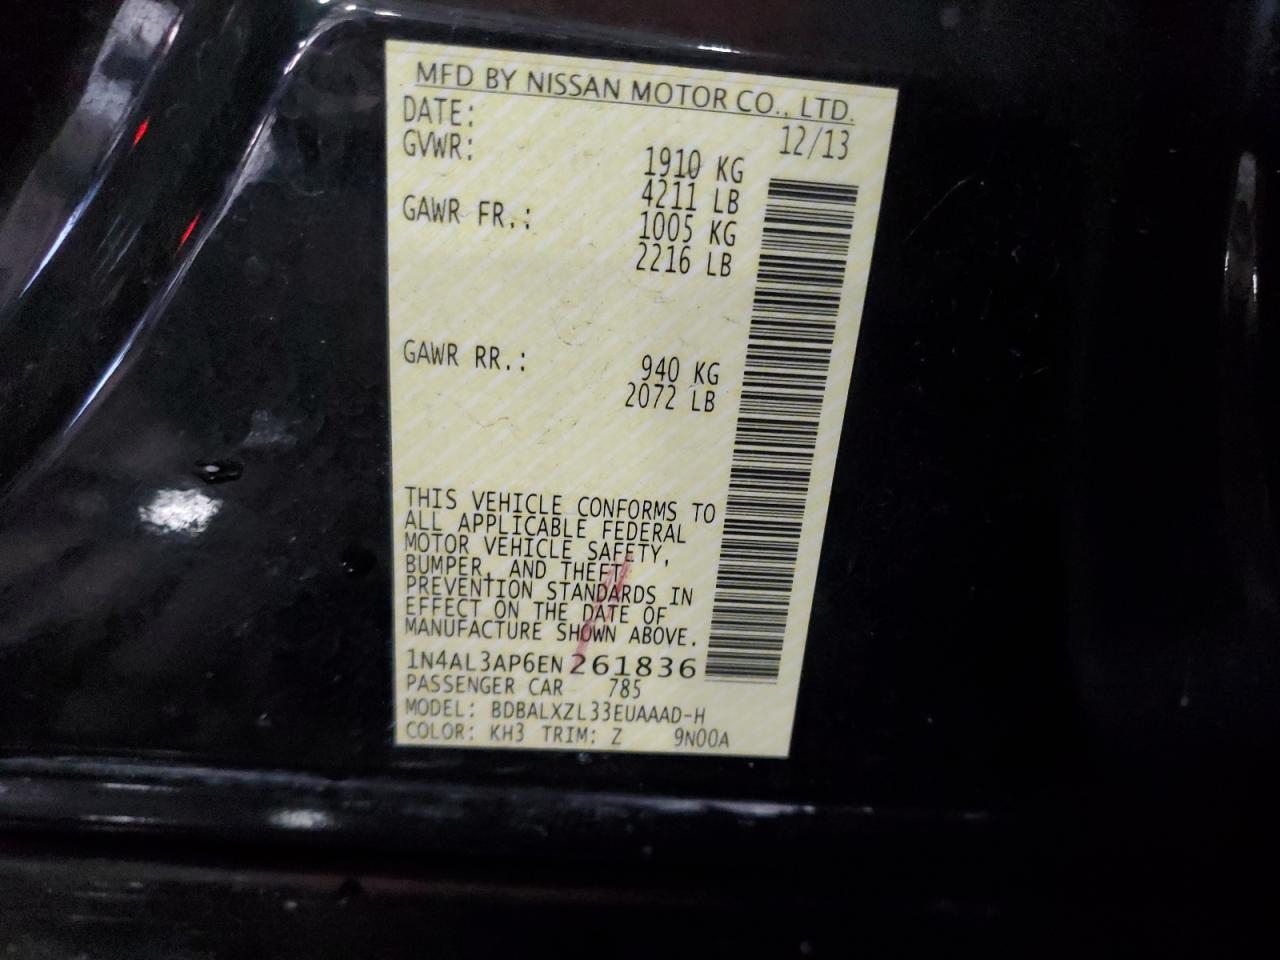 MFD BY NISSAN MOTOR CO., LTD.
DATE: 12/13
GVWR: 1910 KG
4211 LB
GAWR FR.: 1005 KG
2216 LB
GAWR RR.: 940 KG
2072 LB
THIS VEHICLE CONFORMS TO
ALL APPLICABLE FEDERAL
MOTOR VEHICLE SAFETY,
BUMPER, AND THEFT
PREVENTION STANDARDS IN
EFFECT ON THE DATE OF
MANUFACTURE SHOWN ABOVE.
1N4AL3AP6EN261836
PASSENGER CAR 785
MODEL: BDBALXZL33EUAAAD-H
COLOR: KH3 TRIM: Z 9N00A